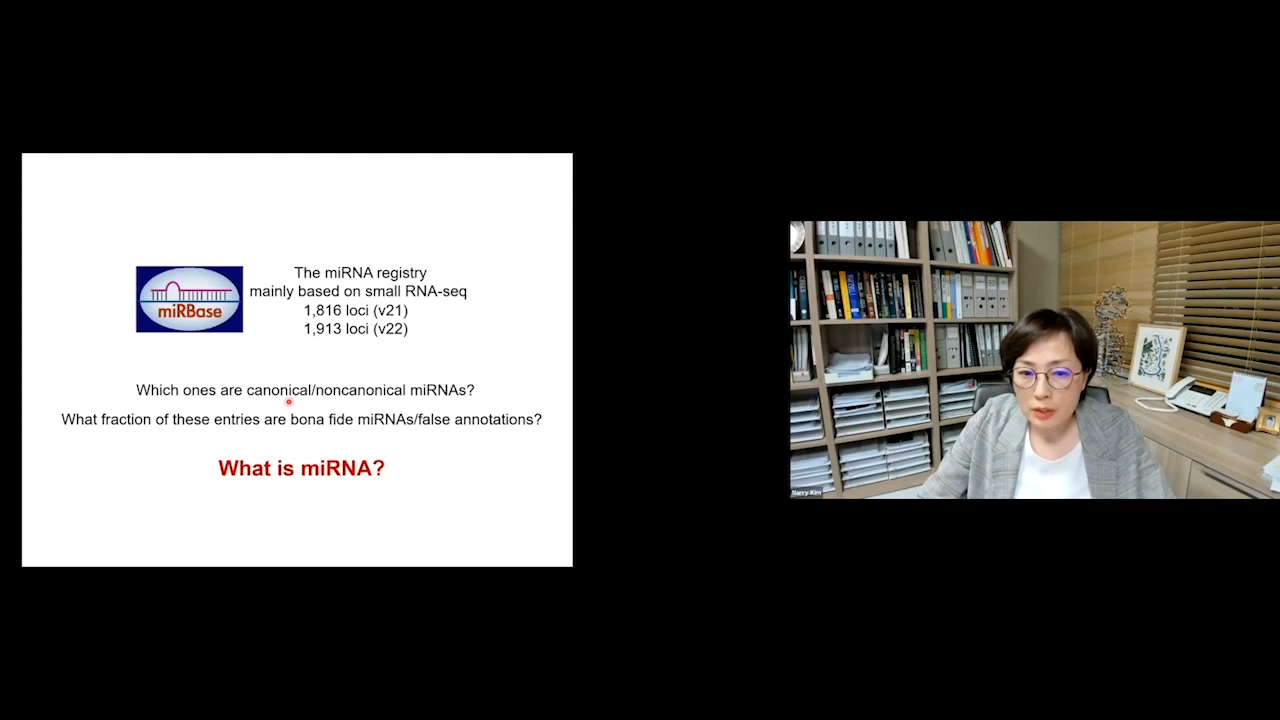 The miRNA registry
mainly based on small RNA-seq
1,816 loci (v21)
1,913 loci (v22)
miRBase
Which ones are canonical/noncanonical miRNAs?
What fraction of these entries are bona fide miRNAs/false annotations?
What is miRNA?
Narry Kim